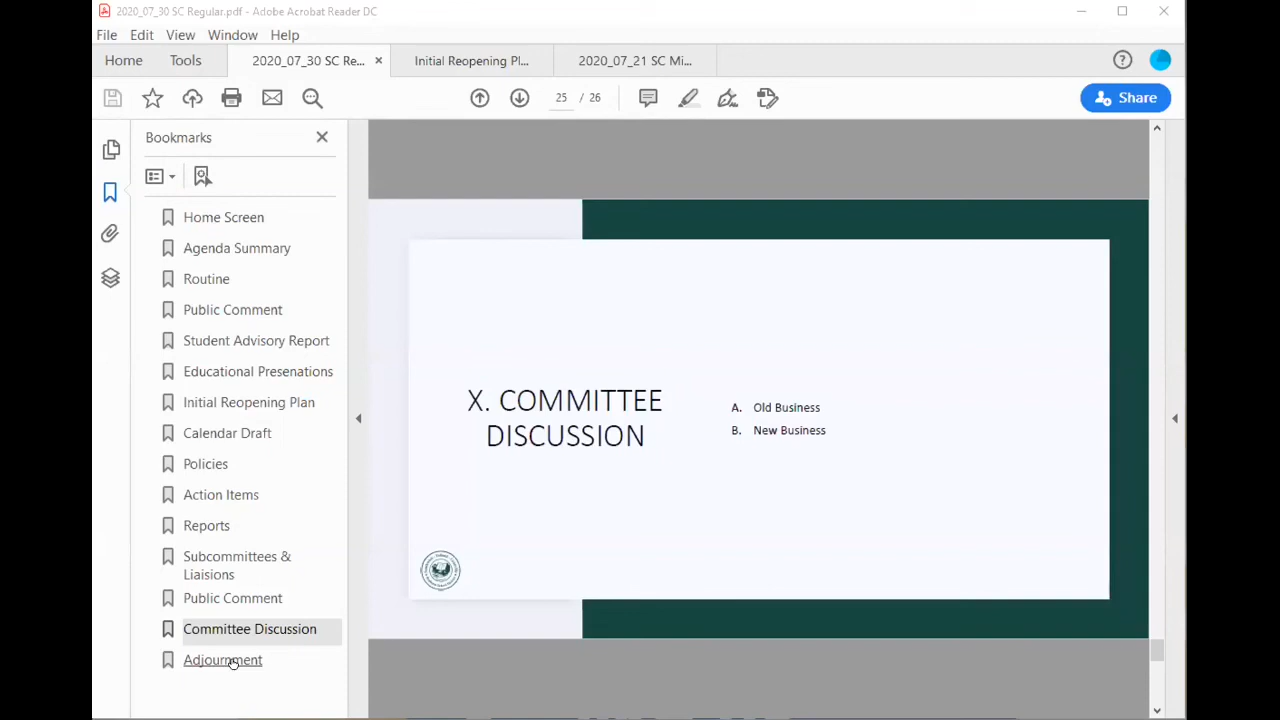 2020_07_30 SC Regular.pdf - Adobe Acrobat Reader DC
File Edit View Window Help
Home Tools 2020_07_30 SC Re... × Initial Reopening Pl... 2020_07_21 SC Mi...
25 / 26 Share
Bookmarks
Home Screen
Agenda Summary
Routine
Public Comment
Student Advisory Report
Educational Presenations
Initial Reopening Plan
Calendar Draft
Policies
Action Items
Reports
Subcommittees &
Liaisions
Public Comment
Committee Discussion
Adjournment
X. COMMITTEE
DISCUSSION
A. Old Business
B. New Business